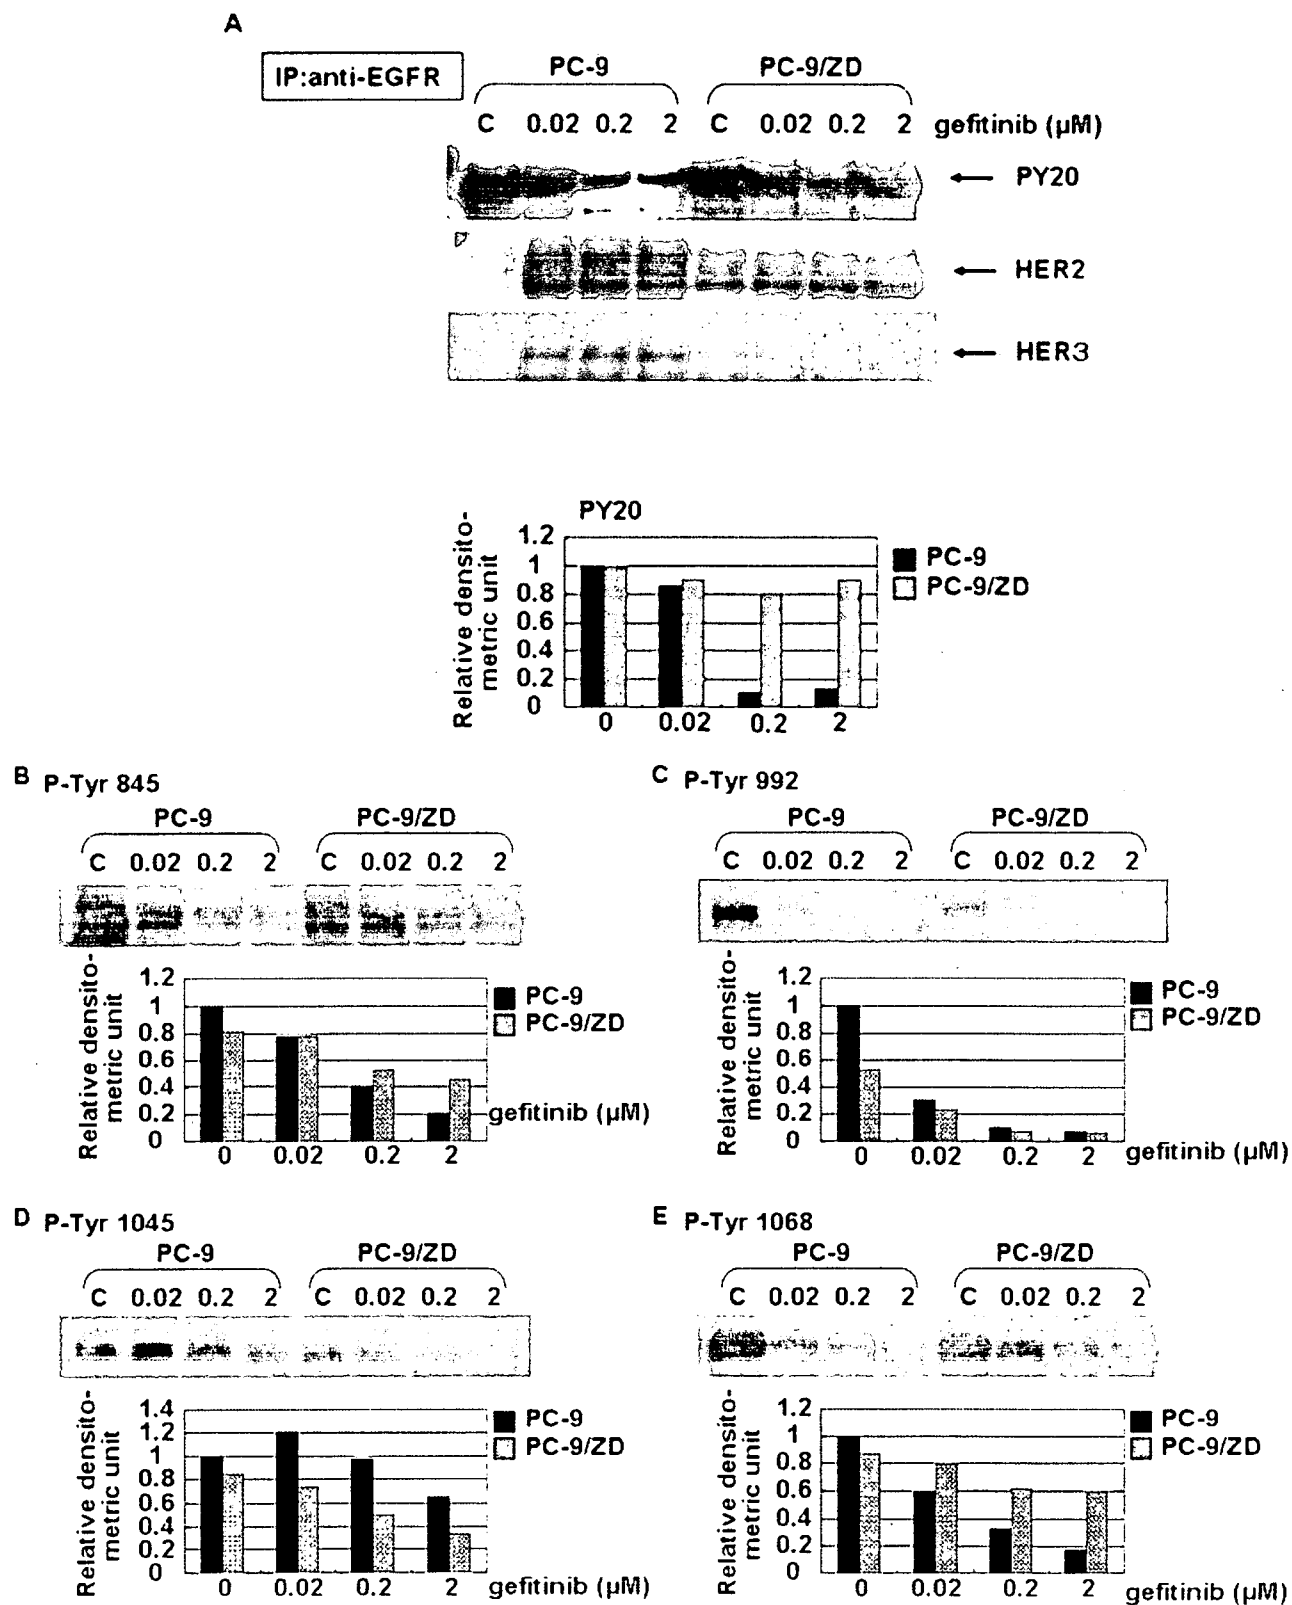 A
IP:anti-EGFR
PC-9 PC-9/ZD
C 0.02 0.2 2 C 0.02 0.2 2 gefitinib (µM)
PY20
HER2
HER3
PY20
Relative densito-
metric unit
1.2
1
0.8
0.6
0.4
0.2
0
0 0.02 0.2 2
PC-9
PC-9/ZD
B P-Tyr 845
PC-9 PC-9/ZD
C 0.02 0.2 2 C 0.02 0.2 2
Relative densito-
metric unit
1.2
1
0.8
0.6
0.4
0.2
0
0 0.02 0.2 2
PC-9
PC-9/ZD
gefitinib (µM)
C P-Tyr 992
PC-9 PC-9/ZD
C 0.02 0.2 2 C 0.02 0.2 2
Relative densito-
metric unit
1.2
1
0.8
0.6
0.4
0.2
0
0 0.02 0.2 2 gefitinib (µM)
PC-9
PC-9/ZD
D P-Tyr 1045
PC-9 PC-9/ZD
C 0.02 0.2 2 C 0.02 0.2 2
Relative densito-
metric unit
1.4
1.2
1
0.8
0.6
0.4
0.2
0
0 0.02 0.2 2 gefitinib (µM)
PC-9
PC-9/ZD
E P-Tyr 1068
PC-9 PC-9/ZD
C 0.02 0.2 2 C 0.02 0.2 2
Relative densito-
metric unit
1.2
1
0.8
0.6
0.4
0.2
0
0 0.02 0.2 2 gefitinib (µM)
PC-9
PC-9/ZD